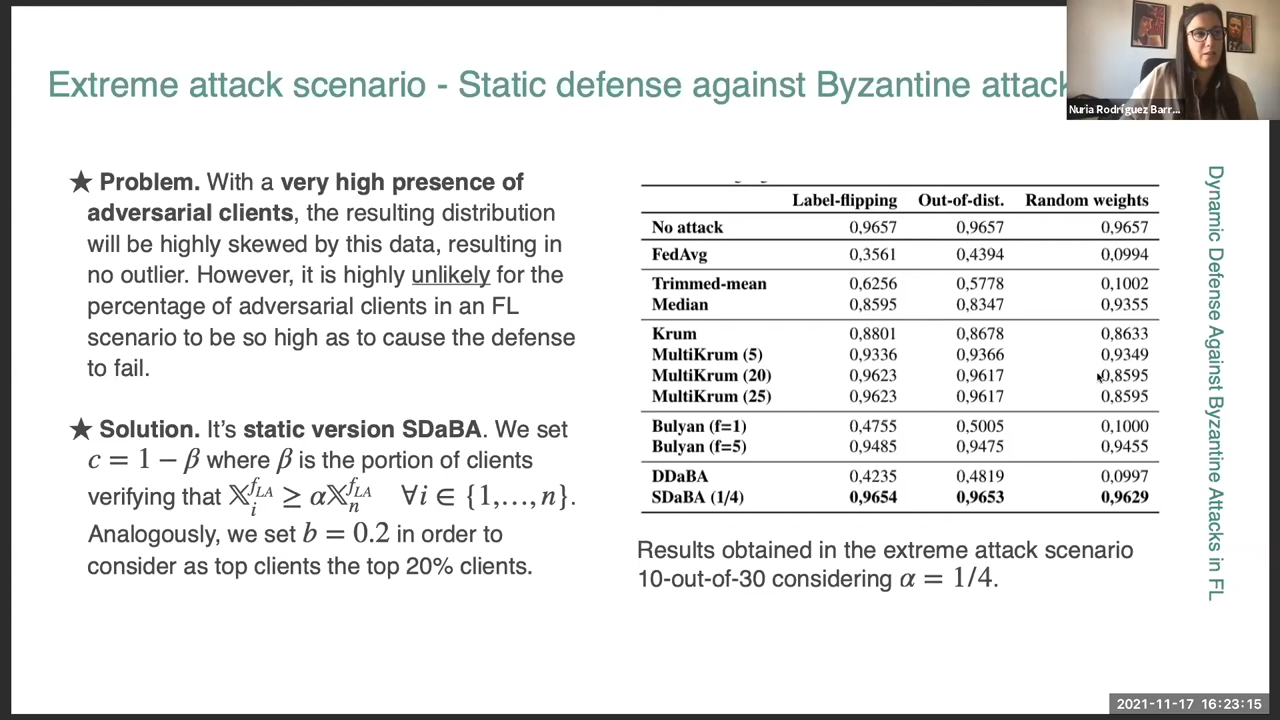 Extreme attack scenario - Static defense against Byzantine attack
Nuria Rodríguez Barr...
★ Problem. With a very high presence of
adversarial clients, the resulting distribution
will be highly skewed by this data, resulting in
no outlier. However, it is highly unlikely for the
percentage of adversarial clients in an FL
scenario to be so high as to cause the defense
to fail.
★ Solution. It’s static version SDaBA. We set
c = 1 − β where β is the portion of clients
verifying that 𝕏_i^{f_{LA}} ≥ α𝕏_n^{f_{LA}} ∀i ∈ {1,…,n}.
Analogously, we set b = 0.2 in order to
consider as top clients the top 20% clients.
Label-flipping Out-of-dist. Random weights
No attack 0,9657 0,9657 0,9657
FedAvg 0,3561 0,4394 0,0994
Trimmed-mean 0,6256 0,5778 0,1002
Median 0,8595 0,8347 0,9355
Krum 0,8801 0,8678 0,8633
MultiKrum (5) 0,9336 0,9366 0,9349
MultiKrum (20) 0,9623 0,9617 0,8595
MultiKrum (25) 0,9623 0,9617 0,8595
Bulyan (f=1) 0,4755 0,5005 0,1000
Bulyan (f=5) 0,9485 0,9475 0,9455
DDaBA 0,4235 0,4819 0,0997
SDaBA (1/4) 0,9654 0,9653 0,9629
Results obtained in the extreme attack scenario
10-out-of-30 considering α = 1/4.
Dynamic Defense Against Byzantine Attacks in FL
2021-11-17 16:23:15